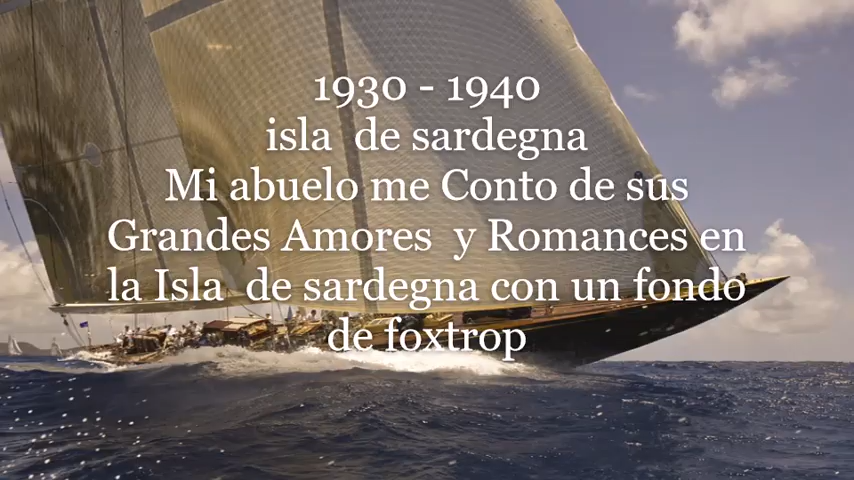 1930 - 1940
isla de sardegna
Mi abuelo me Conto de sus
Grandes Amores y Romances en
la Isla de sardegna con un fondo
de foxtrop